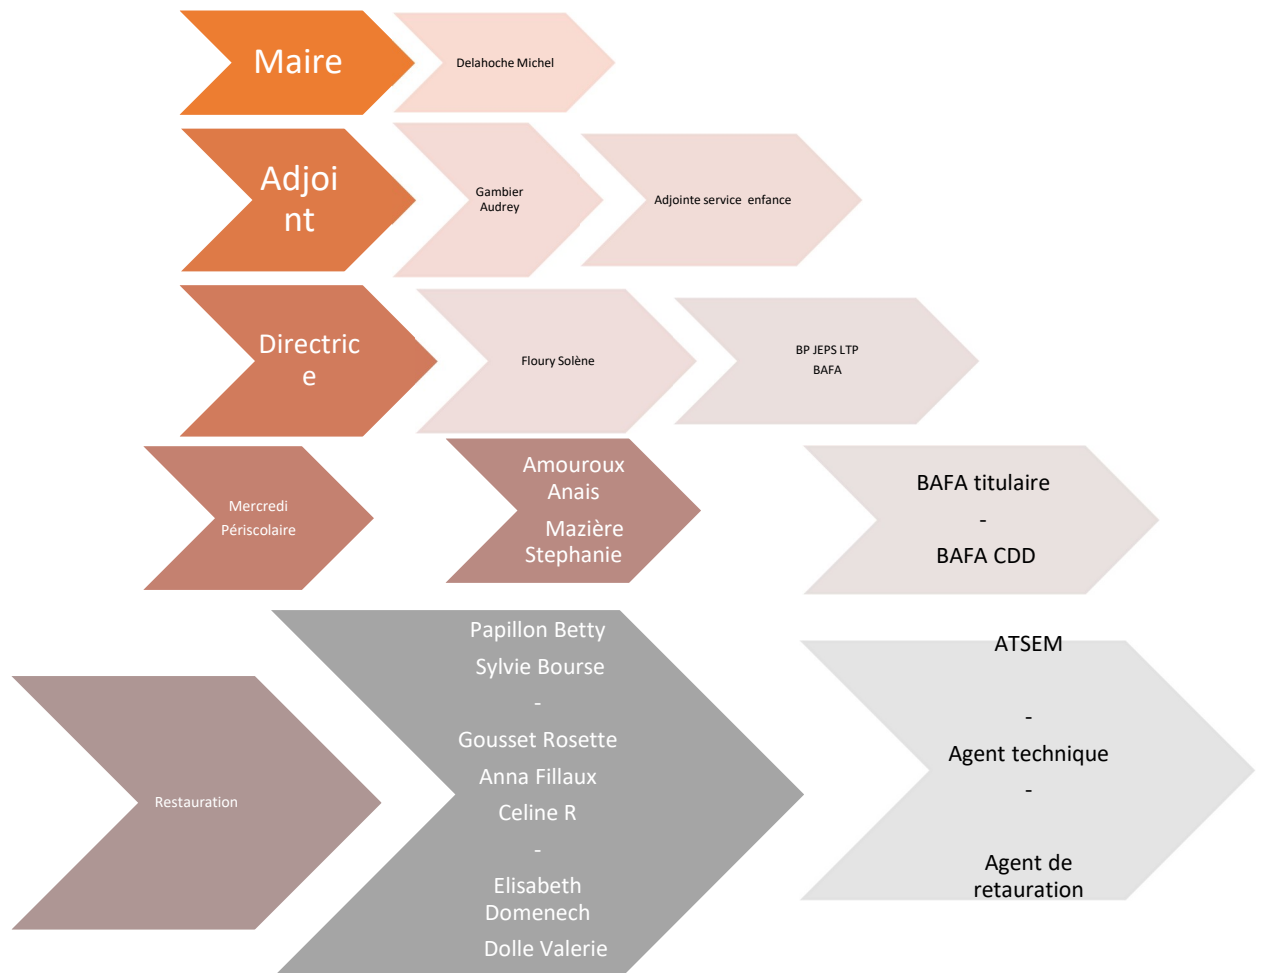 Maire
Delahoche Michel
Adjoi
nt
Gambier
Audrey
Adjointe service enfance
Directric
e
Floury Solène
BP JEPS LTP
BAFA
Mercredi
Périscolaire
Amouroux
Anais
Mazière
Stephanie
BAFA titulaire
-
BAFA CDD
Restauration
Papillon Betty
Sylvie Bourse
-
Gousset Rosette
Anna Fillaux
Celine R
-
Elisabeth
Domenech
Dolle Valerie
ATSEM
-
Agent technique
-
Agent de
retauration